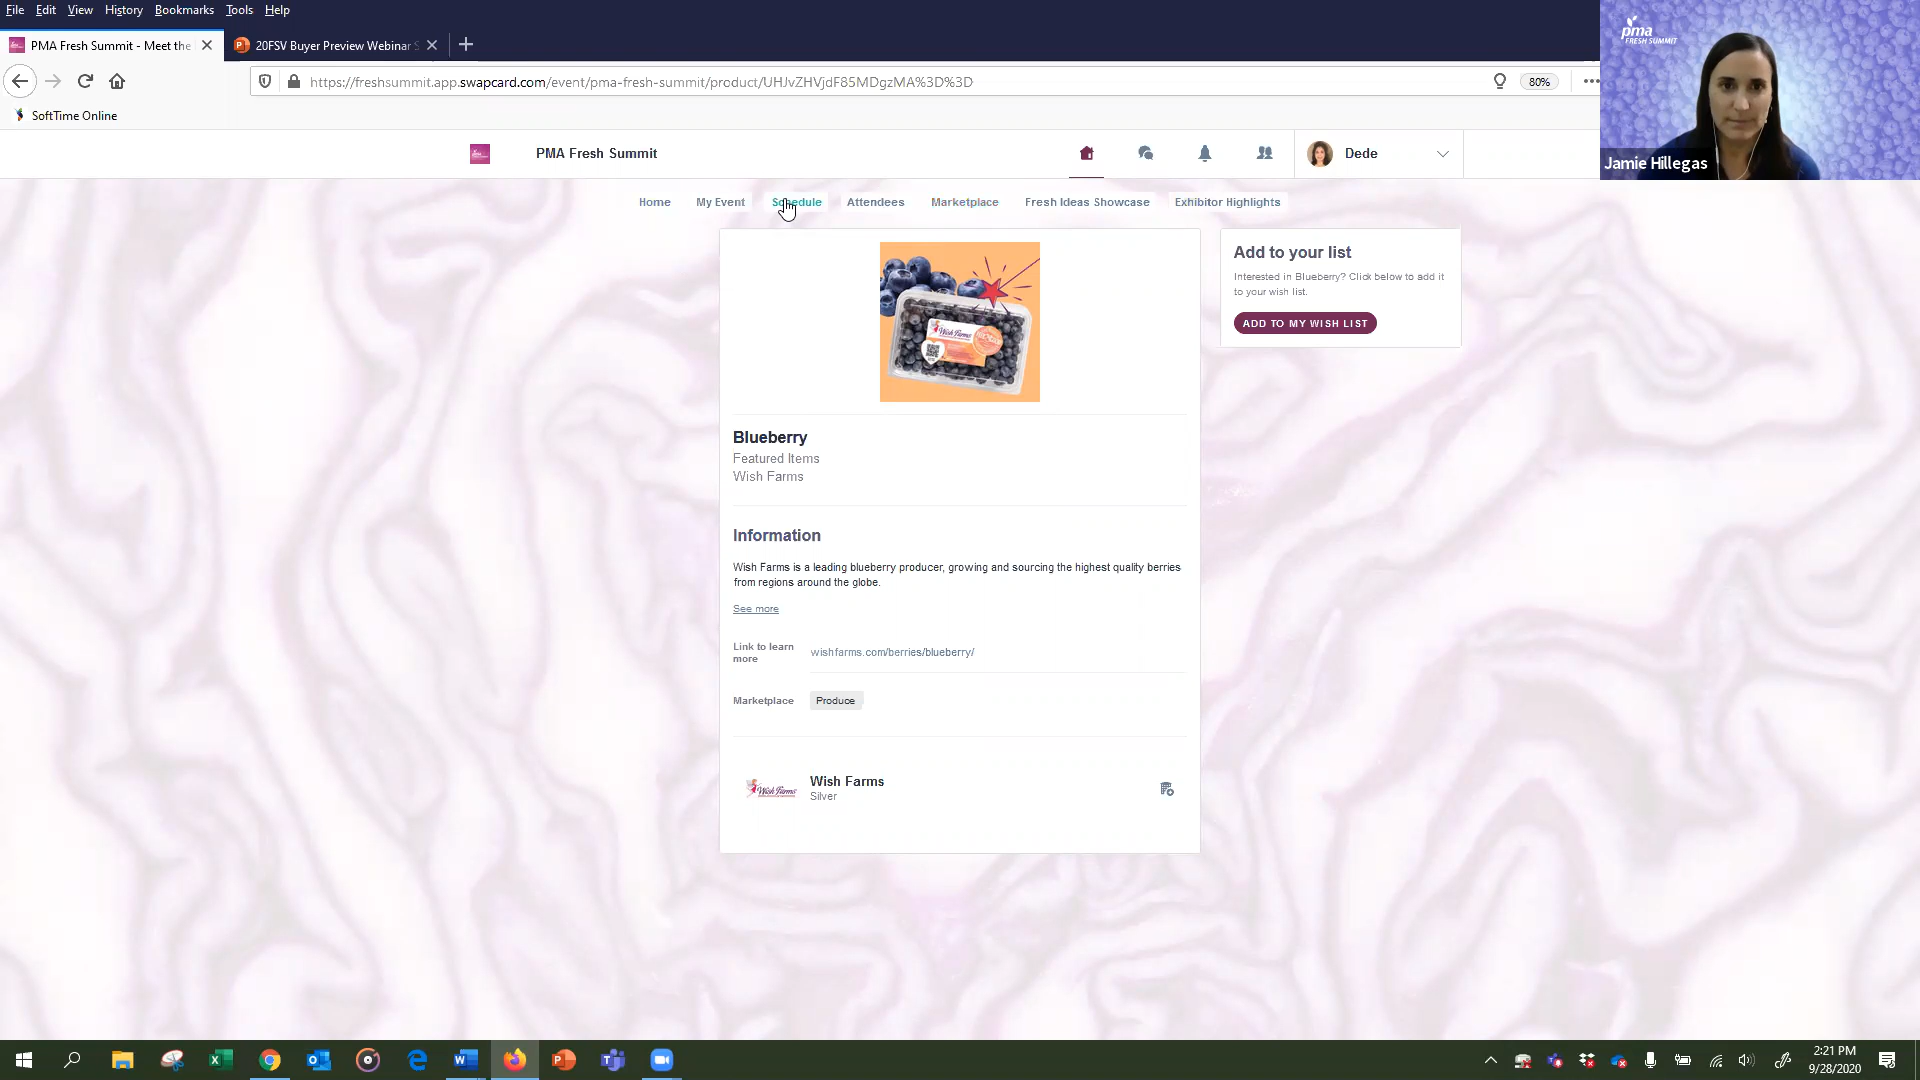 File Edit View History Bookmarks Tools Help
PMA Fresh Summit - Meet the
20FSV Buyer Preview Webinar S
https://freshsummit.app.swapcard.com/event/pma-fresh-summit/product/UHJvZHVjdF85MDgzMA%3D%3D
80%
SoftTime Online
pma
FRESH SUMMIT
Jamie Hillegas
PMA Fresh Summit
Dede
Home My Event Schedule Attendees Marketplace Fresh Ideas Showcase Exhibitor Highlights
Wish Farms
Blueberry
Featured Items
Wish Farms
Add to your list
Interested in Blueberry? Click below to add it
to your wish list.
ADD TO MY WISH LIST
Information
Wish Farms is a leading blueberry producer, growing and sourcing the highest quality berries
from regions around the globe.
See more
Link to learn
more
wishfarms.com/berries/blueberry/
Marketplace Produce
Wish Farms
Wish Farms
Silver
2:21 PM
9/28/2020